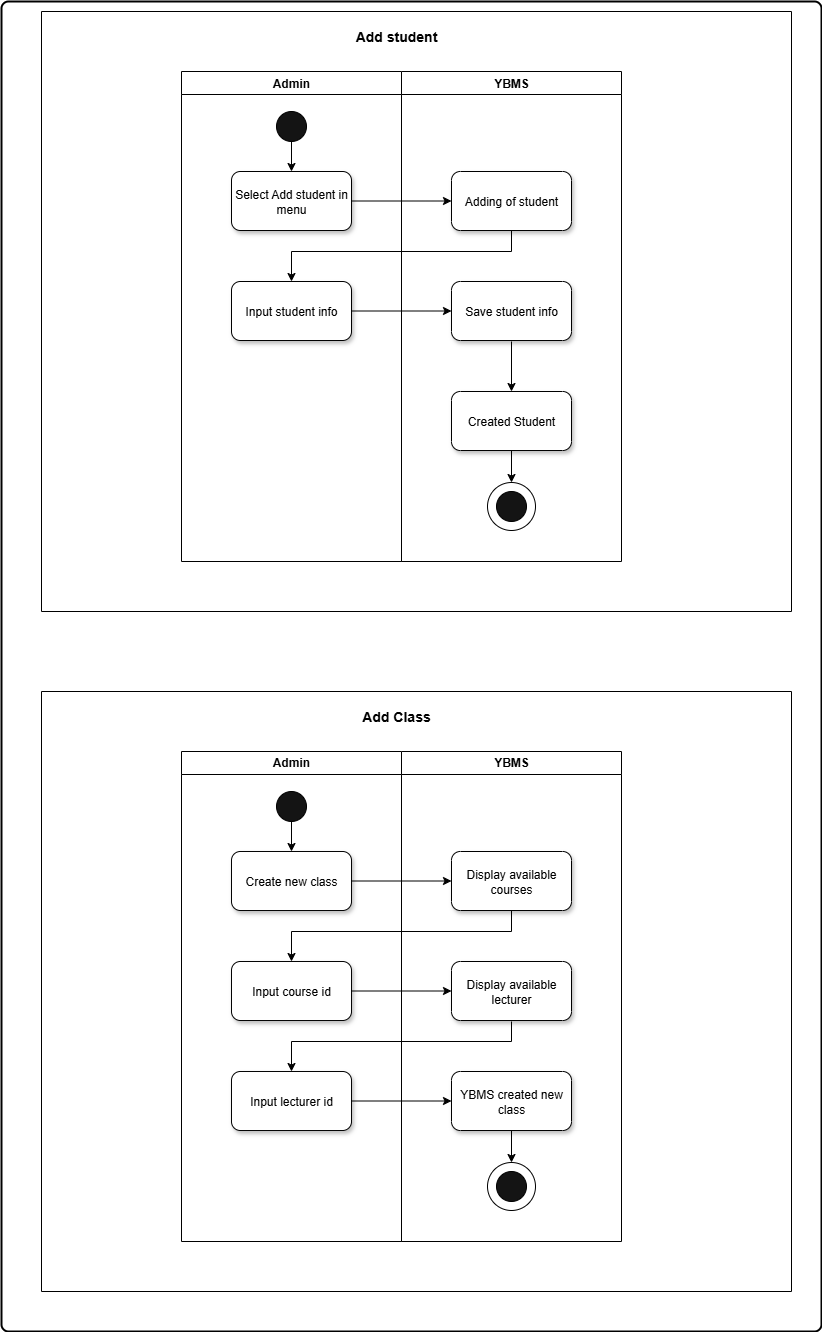 Add student
Admin
YBMS
Select Add student in
menu
Adding of student
Input student info
Save student info
Created Student
Add Class
Admin
YBMS
Create new class
Display available
courses
Input course id
Display available
lecturer
Input lecturer id
YBMS created new
class